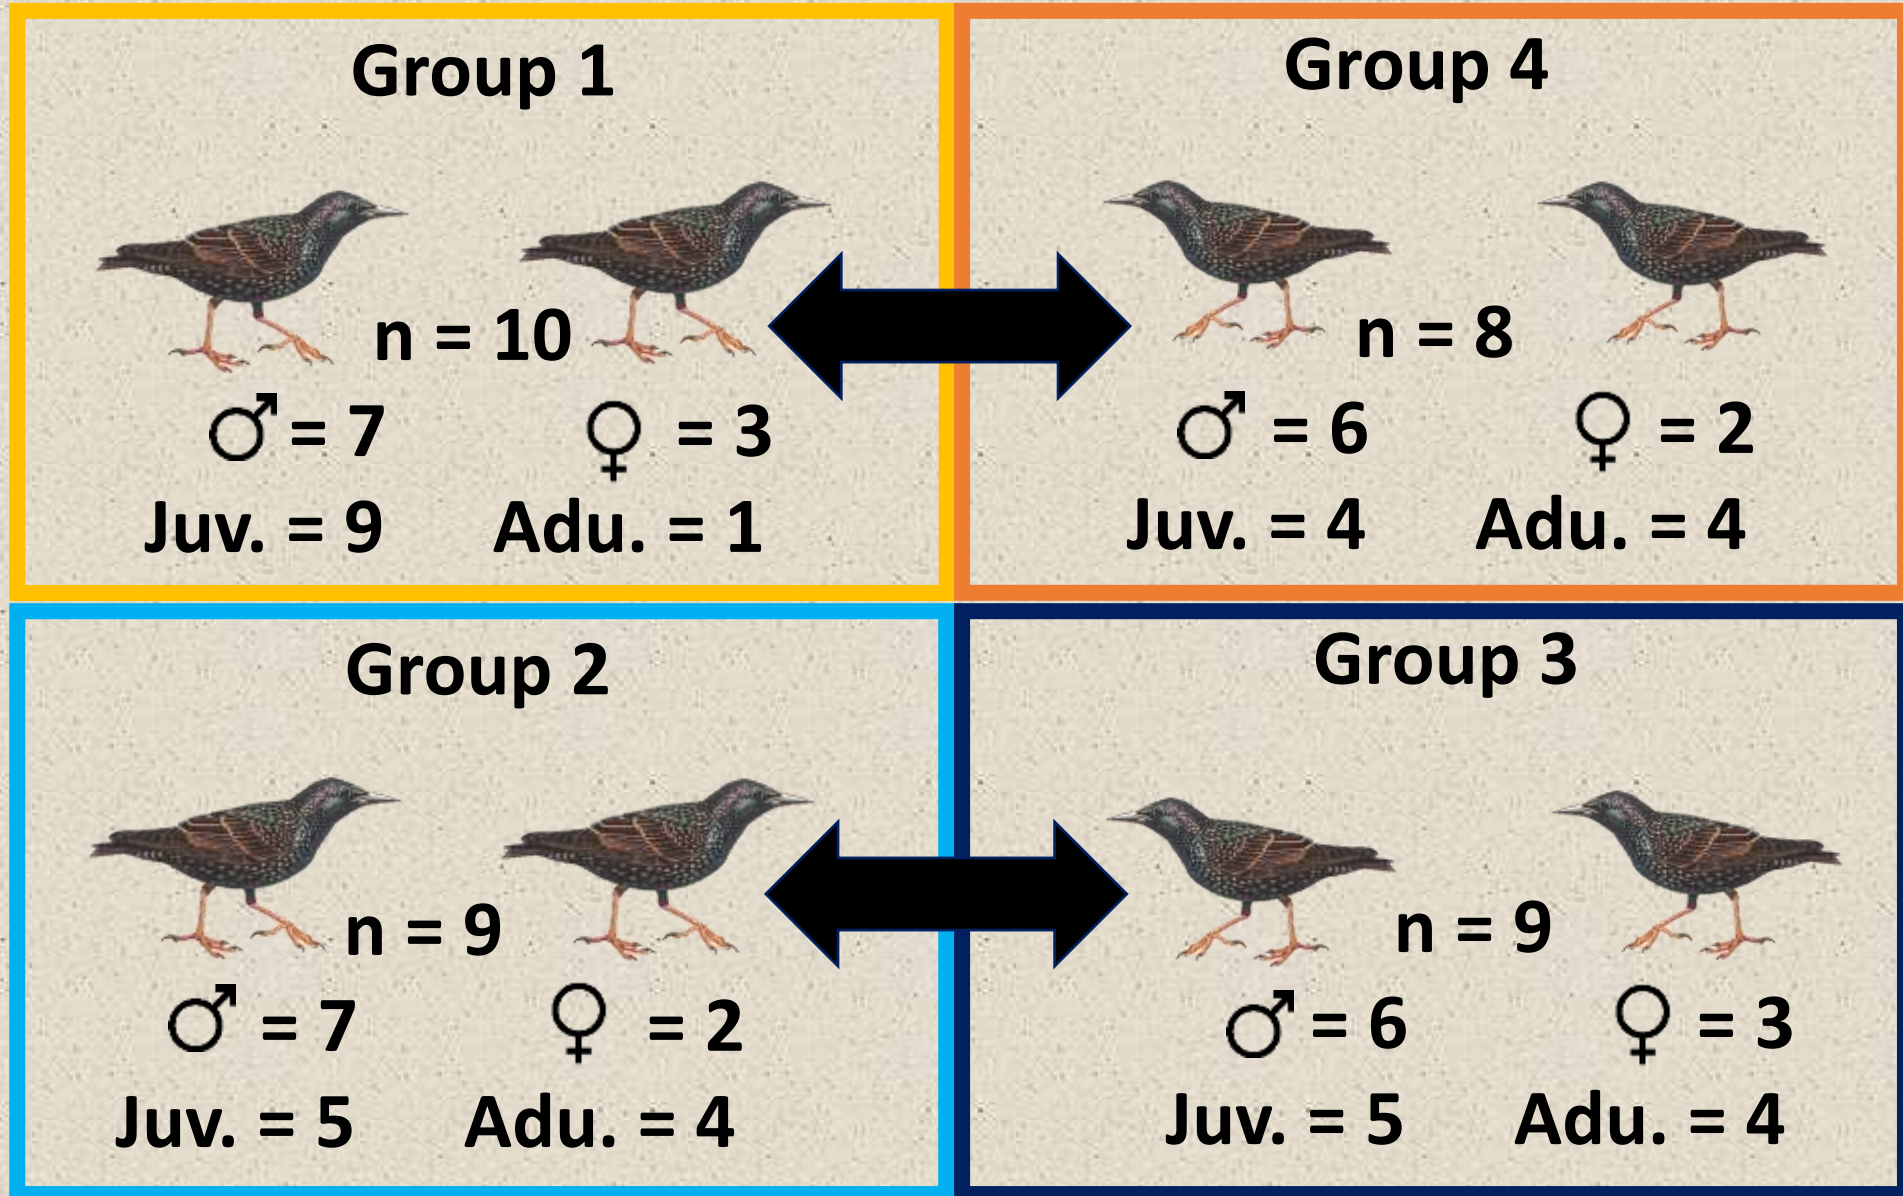 Group 1
n = 10
♂ = 7 ♀ = 3
Juv. = 9 Adu. = 1
Group 4
n = 8
♂ = 6 ♀ = 2
Juv. = 4 Adu. = 4
Group 2
n = 9
♂ = 7 ♀ = 2
Juv. = 5 Adu. = 4
Group 3
n = 9
♂ = 6 ♀ = 3
Juv. = 5 Adu. = 4